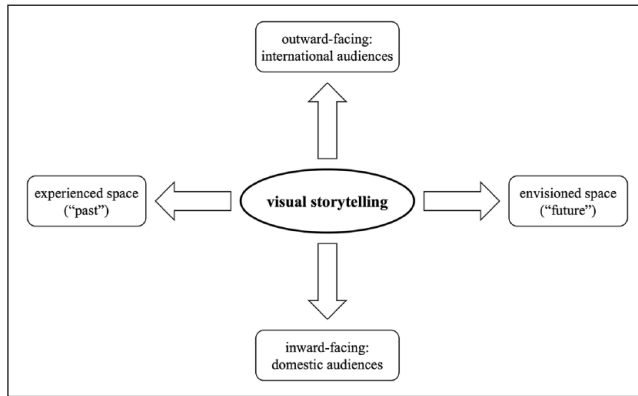 outward-facing:
international audiences
experienced space
(“past”)
visual storytelling
envisioned space
(“future”)
inward-facing:
domestic audiences